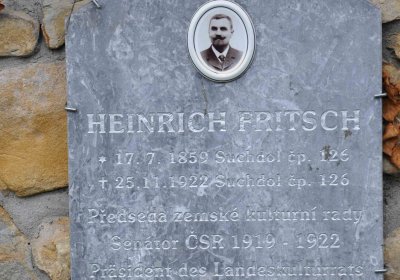 HEINRICH FRITSCH
* 17. 7. 1859 Suchdol čp. 126
† 25.11.1922 Suchdol čp. 126
Předseda zemské kulturní rady
Senátor ČSR 1919 - 1922
Präsident des Landeskulturrats